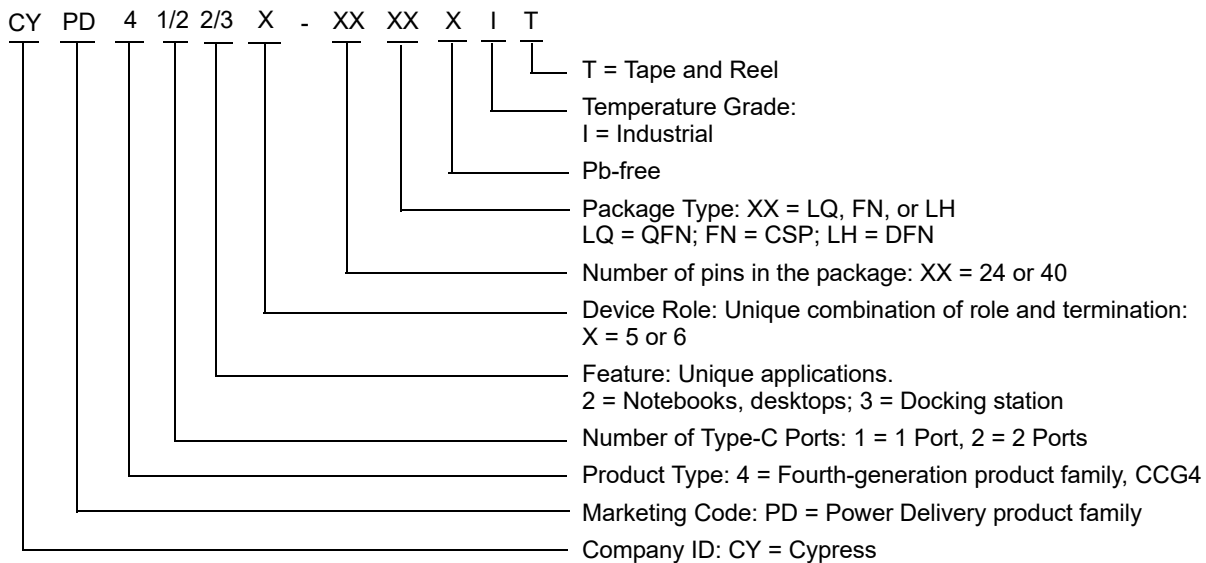 CY PD 4 1/2 2/3 X - XX XX X I T
T = Tape and Reel
Temperature Grade:
I = Industrial
Pb-free
Package Type: XX = LQ, FN, or LH
LQ = QFN; FN = CSP; LH = DFN
Number of pins in the package: XX = 24 or 40
Device Role: Unique combination of role and termination:
X = 5 or 6
Feature: Unique applications.
2 = Notebooks, desktops; 3 = Docking station
Number of Type-C Ports: 1 = 1 Port, 2 = 2 Ports
Product Type: 4 = Fourth-generation product family, CCG4
Marketing Code: PD = Power Delivery product family
Company ID: CY = Cypress